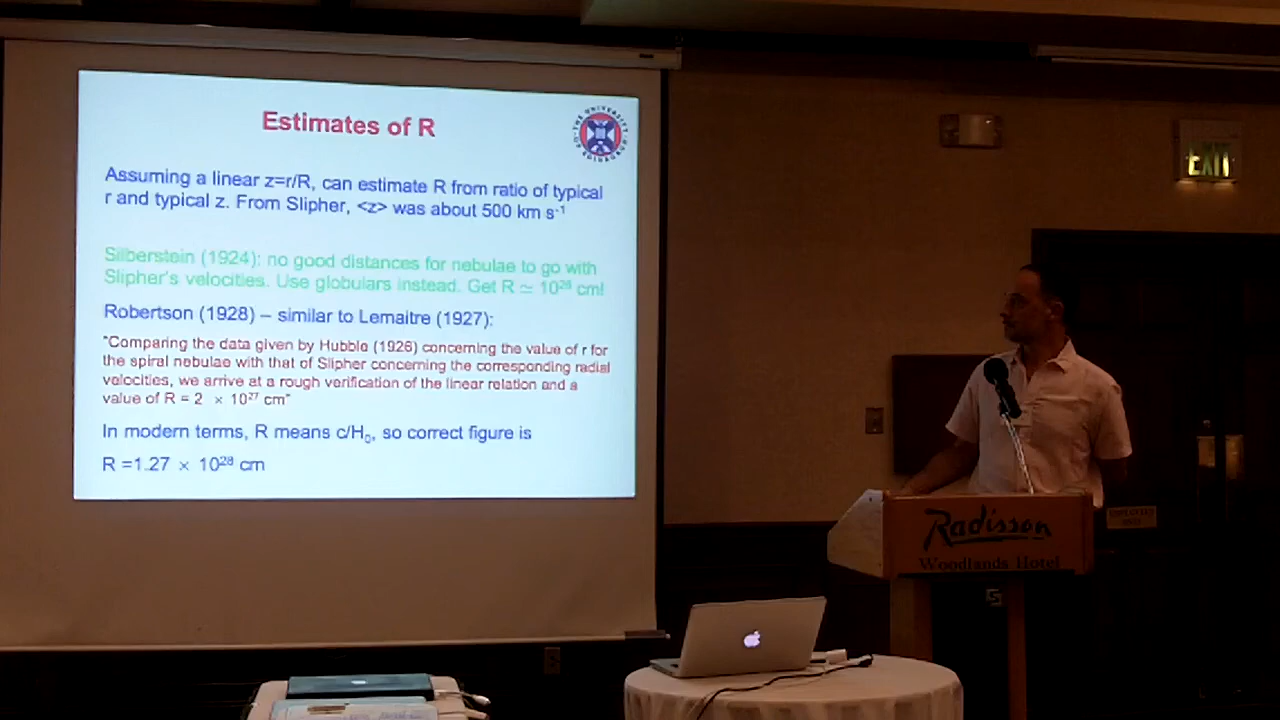 Estimates of R
THE UNIVERSITY OF EDINBURGH
Assuming a linear z=r/R, can estimate R from ratio of typical
r and typical z. From Slipher, <z> was about 500 km s⁻¹
Silberstein (1924): no good distances for nebulae to go with
Slipher's velocities. Use globulars instead. Get R ≃ 10²⁶ cm!
Robertson (1928) – similar to Lemaitre (1927):
"Comparing the data given by Hubble (1926) concerning the value of r for
the spiral nebulae with that of Slipher concerning the corresponding radial
velocities, we arrive at a rough verification of the linear relation and a
value of R = 2 × 10²⁷ cm"
In modern terms, R means c/H₀, so correct figure is
R =1.27 × 10²⁸ cm
EXIT
Radisson
Woodlands Hotel